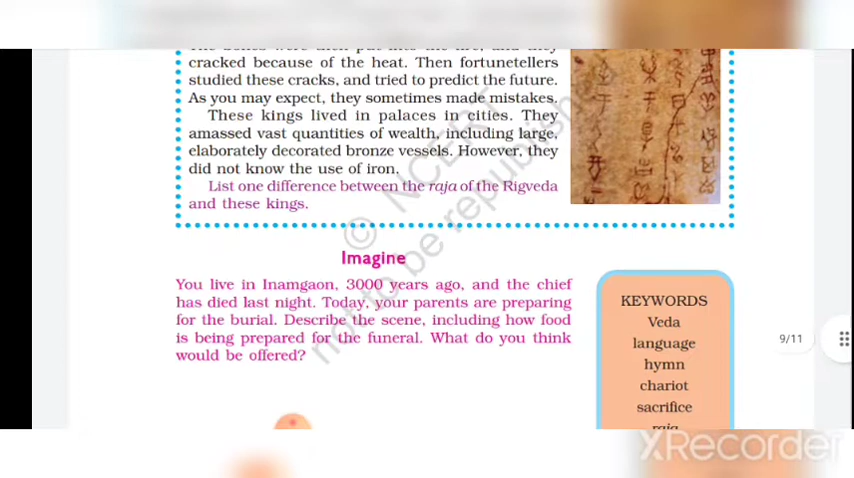 cracked because of the heat. Then fortunetellers
studied these cracks, and tried to predict the future.
As you may expect, they sometimes made mistakes.
These kings lived in palaces in cities. They
amassed vast quantities of wealth, including large,
elaborately decorated bronze vessels. However, they
did not know the use of iron.
List one difference between the raja of the Rigveda
and these kings.
Imagine
You live in Inamgaon, 3000 years ago, and the chief
has died last night. Today, your parents are preparing
for the burial. Describe the scene, including how food
is being prepared for the funeral. What do you think
would be offered?
KEYWORDS
Veda
language
hymn
chariot
sacrifice
raja
9/11
© NCERT
not to be republished
XRecorder